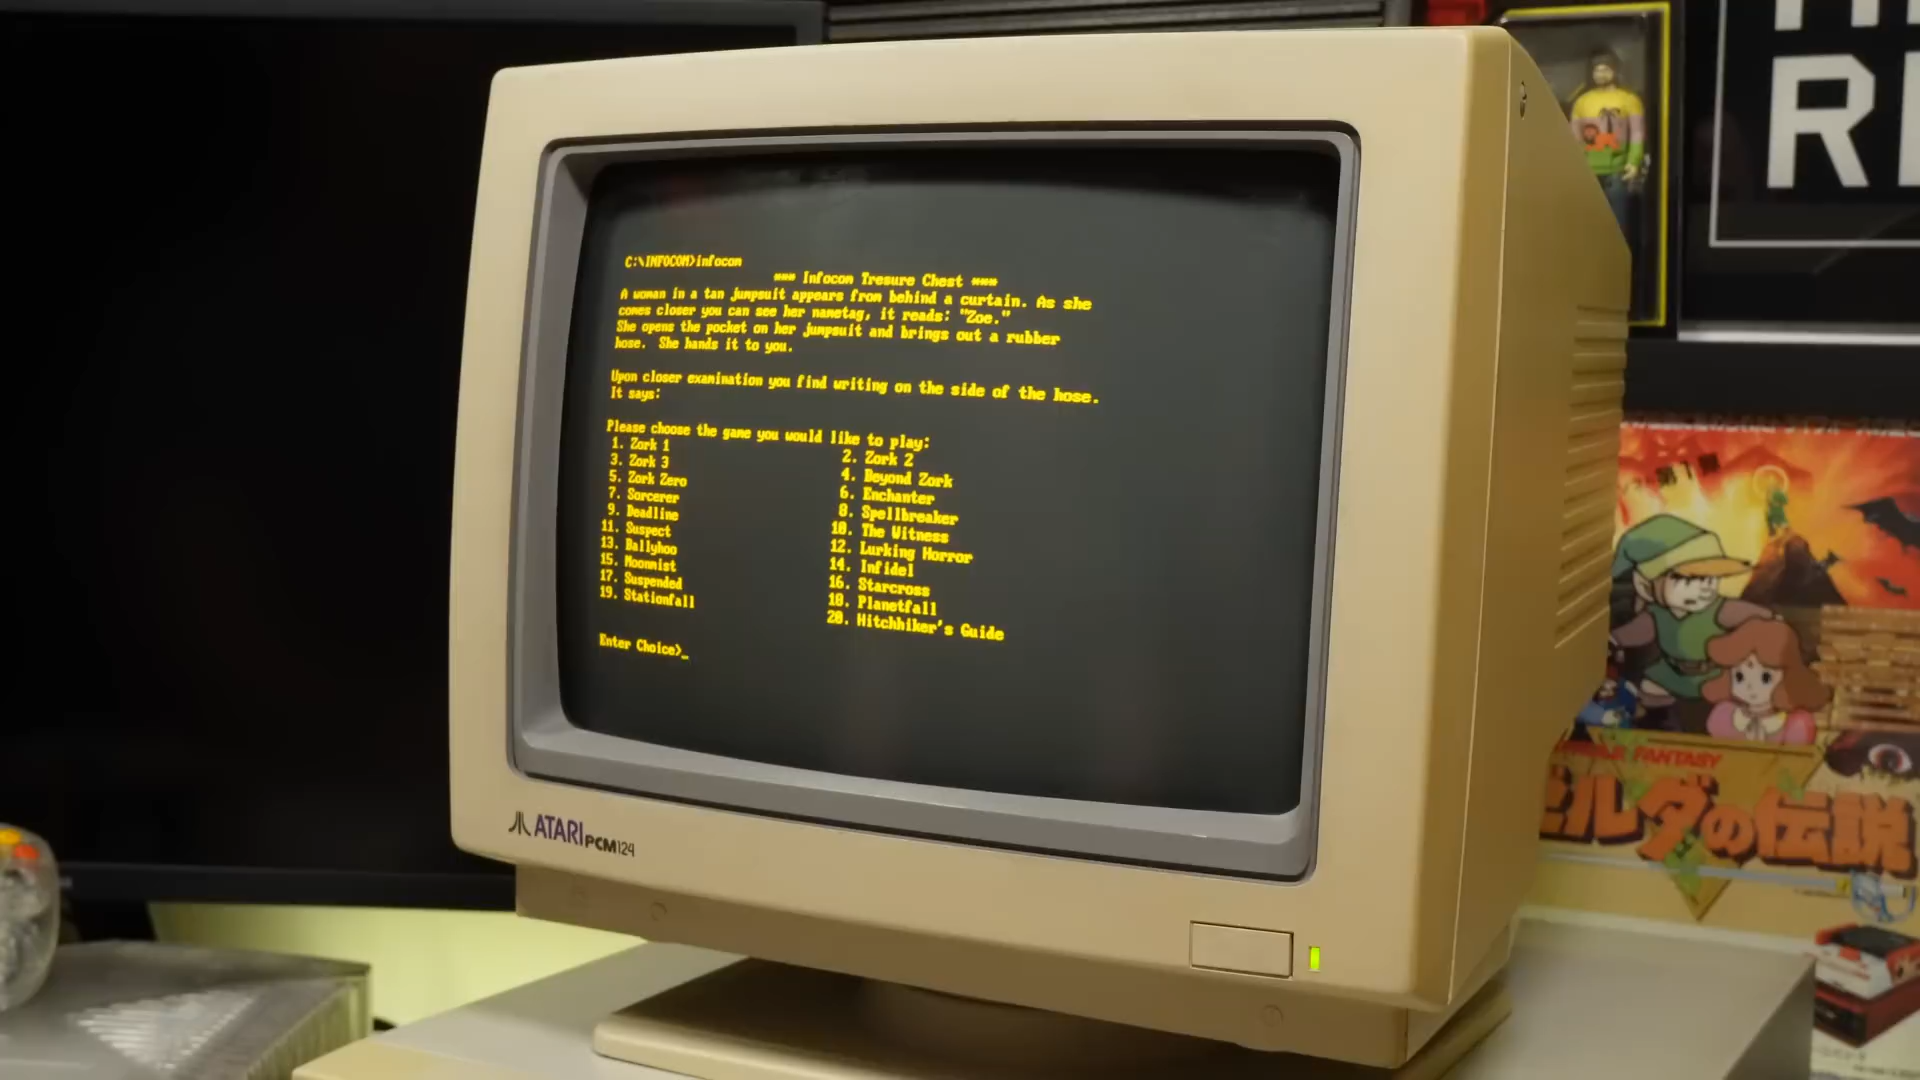 C:\INFOCOM>infocom
*** Infocom Tresure Chest ***
A woman in a tan jumpsuit appears from behind a curtain. As she
comes closer you can see her nametag, it reads: "Zoe."
She opens the pocket on her jumpsuit and brings out a rubber
hose. She hands it to you.
Upon closer examination you find writing on the side of the hose.
It says:
Please choose the game you would like to play:
1. Zork 1 2. Zork 2
3. Zork 3 4. Beyond Zork
5. Zork Zero 6. Enchanter
7. Sorcerer 8. Spellbreaker
9. Deadline 10. The Witness
11. Suspect 12. Lurking Horror
13. Ballyhoo 14. Infidel
15. Moonmist 16. Starcross
17. Suspended 18. Planetfall
19. Stationfall 20. Hitchhiker's Guide
Enter Choice>_
ATARI PCM124
FANTASY
ゼルダの伝説